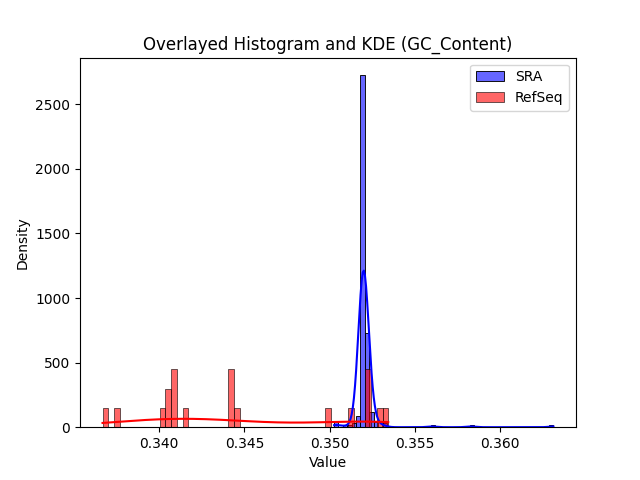 Overlayed Histogram and KDE (GC_Content)
SRA
RefSeq
2500
2000
1500
1000
500
0
Density
0.340
0.345
0.350
0.355
0.360
Value